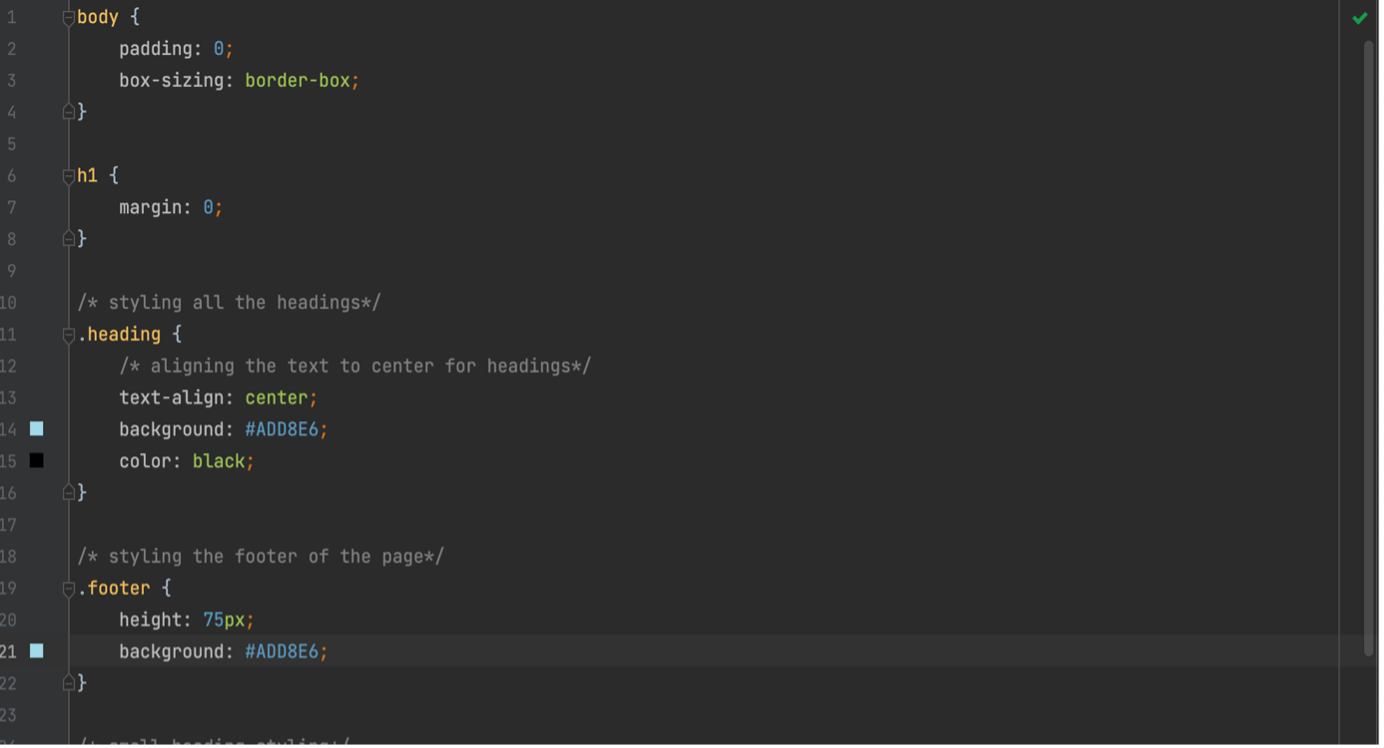 1 body {
2 padding: 0;
3 box-sizing: border-box;
4 }
5
6 h1 {
7 margin: 0;
8 }
9
10 /* styling all the headings*/
11 .heading {
12 /* aligning the text to center for headings*/
13 text-align: center;
14 background: #ADD8E6;
15 color: black;
16 }
17
18 /* styling the footer of the page*/
19 .footer {
20 height: 75px;
21 background: #ADD8E6;
22 }
23
/* small heading styling*/